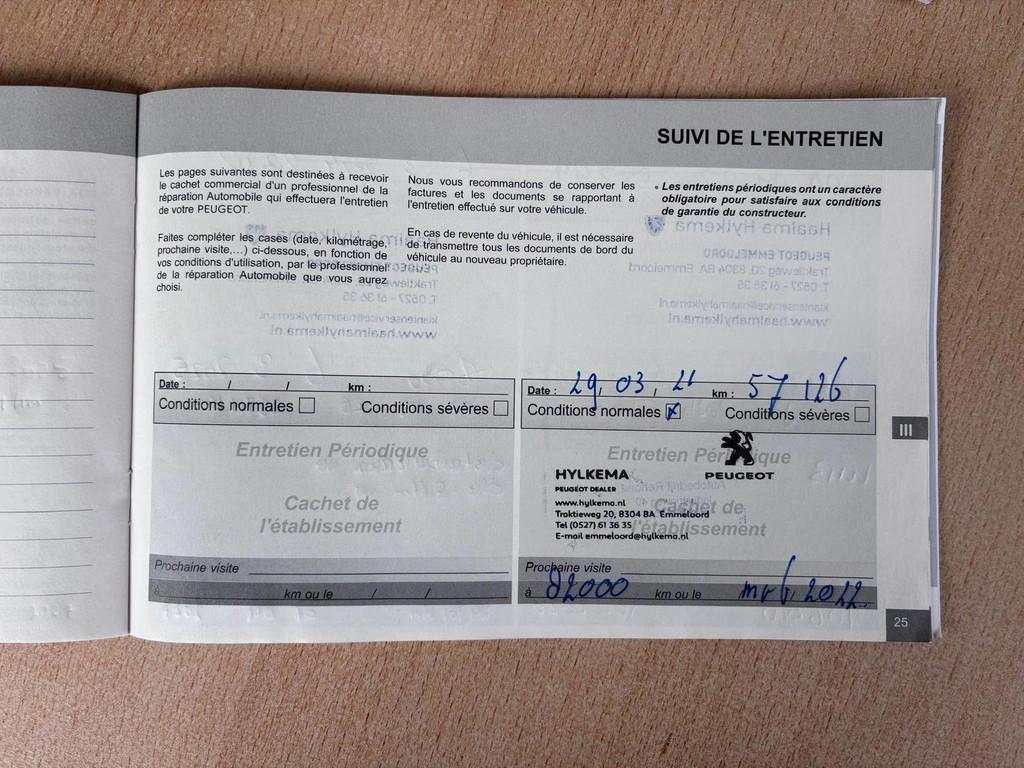 SUIVI DE L'ENTRETIEN
Les pages suivantes sont destinées à recevoir
le cachet commercial d'un professionnel de la
réparation Automobile qui effectuera l'entretien
de votre PEUGEOT.
Faites compléter les cases (date, kilométrage,
prochaine visite,...) ci-dessous, en fonction de
vos conditions d'utilisation, par le professionnel
de la réparation Automobile que vous aurez
choisi.
Nous vous recommandons de conserver les
factures et les documents se rapportant à
l'entretien effectué sur votre véhicule.
En cas de revente du véhicule, il est nécessaire
de transmettre tous les documents de bord du
véhicule au nouveau propriétaire.
• Les entretiens périodiques ont un caractère
obligatoire pour satisfaire aux conditions
de garantie du constructeur.
Date : / / km :
Conditions normales Conditions sévères
Entretien Périodique
Cachet de
l'établissement
Prochaine visite
à km ou le / /
Date : 29, 03, 21 km : 57 126
Conditions normales x Conditions sévères
Entretien Périodique
HYLKEMA
PEUGEOT DEALER
PEUGEOT
www.hylkema.nl
Traktieweg 20, 8304 BA Emmeloord
Tel (0527) 61 36 35
E-mail emmeloord@hylkema.nl
Cachet de
l'établissement
Prochaine visite
à 82000 km ou le 2022.
III
25